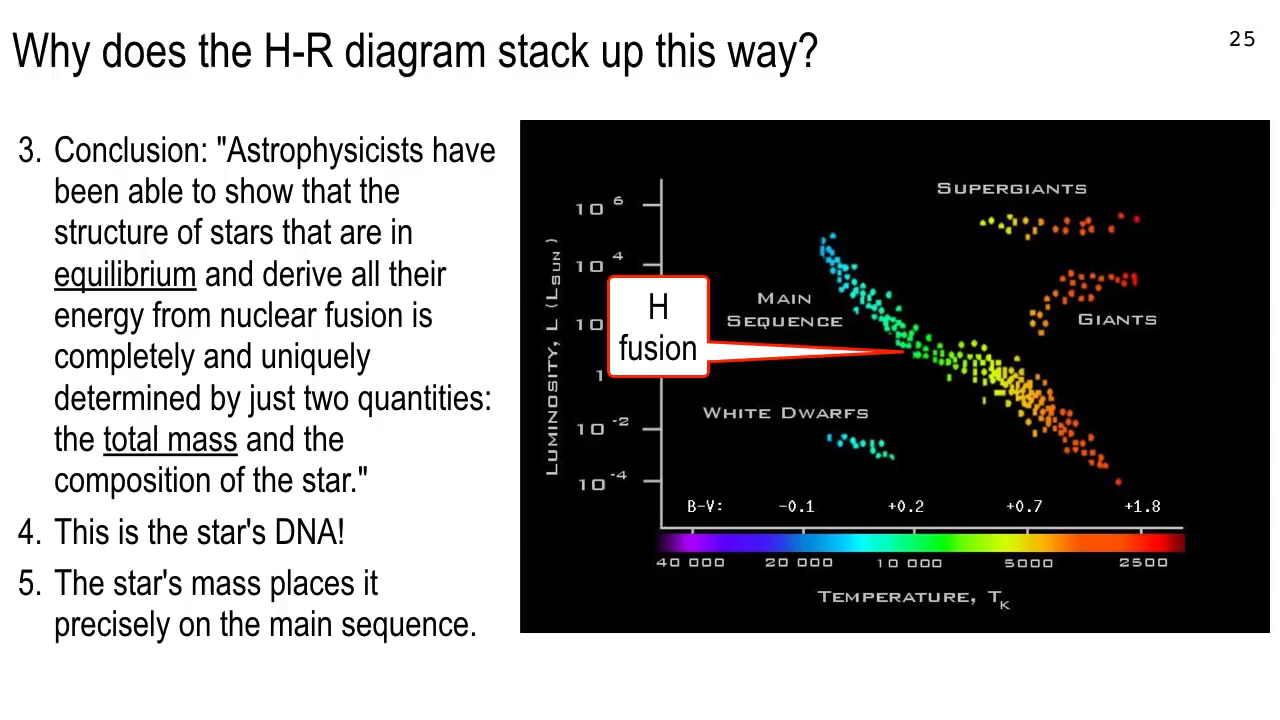 Why does the H-R diagram stack up this way?
25
3. Conclusion: "Astrophysicists have
been able to show that the
structure of stars that are in
equilibrium and derive all their
energy from nuclear fusion is
completely and uniquely
determined by just two quantities:
the total mass and the
composition of the star."
4. This is the star's DNA!
5. The star's mass places it
precisely on the main sequence.
SUPERGIANTS
10 6
10 4
10
1
10 -2
10 -4
LUMINOSITY, L (LSUN)
H
fusion
MAIN
SEQUENCE
GIANTS
WHITE DWARFS
B-V: -0.1 +0.2 +0.7 +1.8
40 000 20 000 10 000 5000 2500
TEMPERATURE, TK